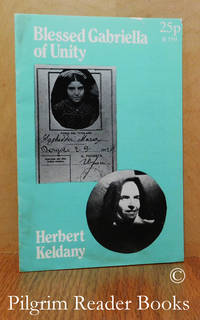 Blessed Gabriella
of Unity
25p
Herbert
Keldany
©
Pilgrim Reader Books